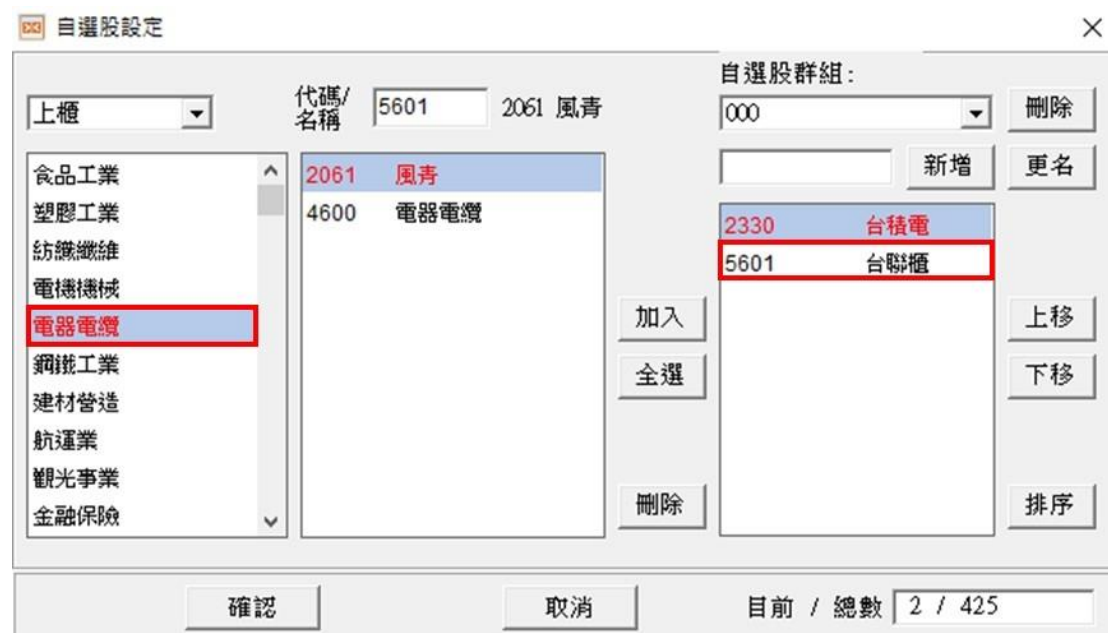 自選股設定
自選股群組:
上櫃
代碼/
名稱
5601
2061 風青
000
刪除
新增
更名
食品工業
塑膠工業
紡織纖維
電機機械
電器電纜
鋼鐵工業
建材營造
航運業
觀光事業
金融保險
2061 風青
4600 電器電纜
加入
全選
刪除
2330 台積電
5601 台聯櫃
上移
下移
排序
確認
取消
目前 / 總數 2 / 425